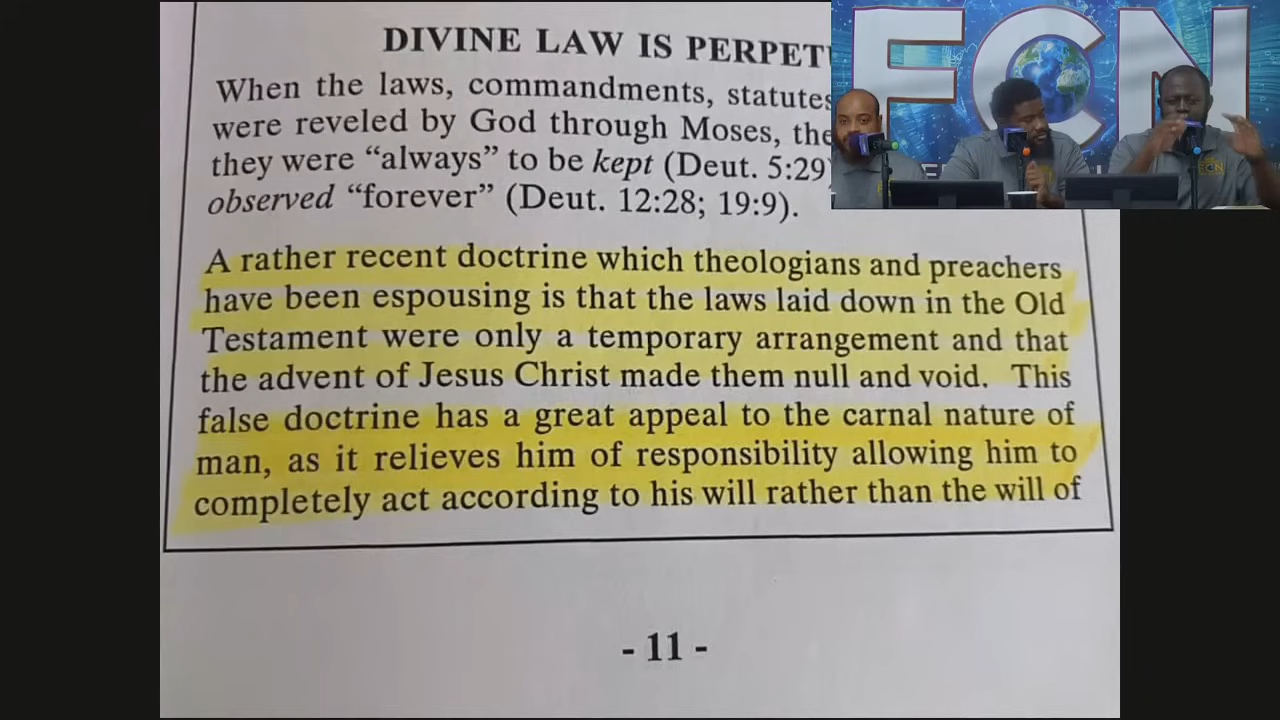 DIVINE LAW IS PERPET
When the laws, commandments, statutes
were reveled by God through Moses, the
they were “always” to be kept (Deut. 5:29)
observed “forever” (Deut. 12:28; 19:9).
A rather recent doctrine which theologians and preachers
have been espousing is that the laws laid down in the Old
Testament were only a temporary arrangement and that
the advent of Jesus Christ made them null and void. This
false doctrine has a great appeal to the carnal nature of
man, as it relieves him of responsibility allowing him to
completely act according to his will rather than the will of
- 11 -
FCN
FCN